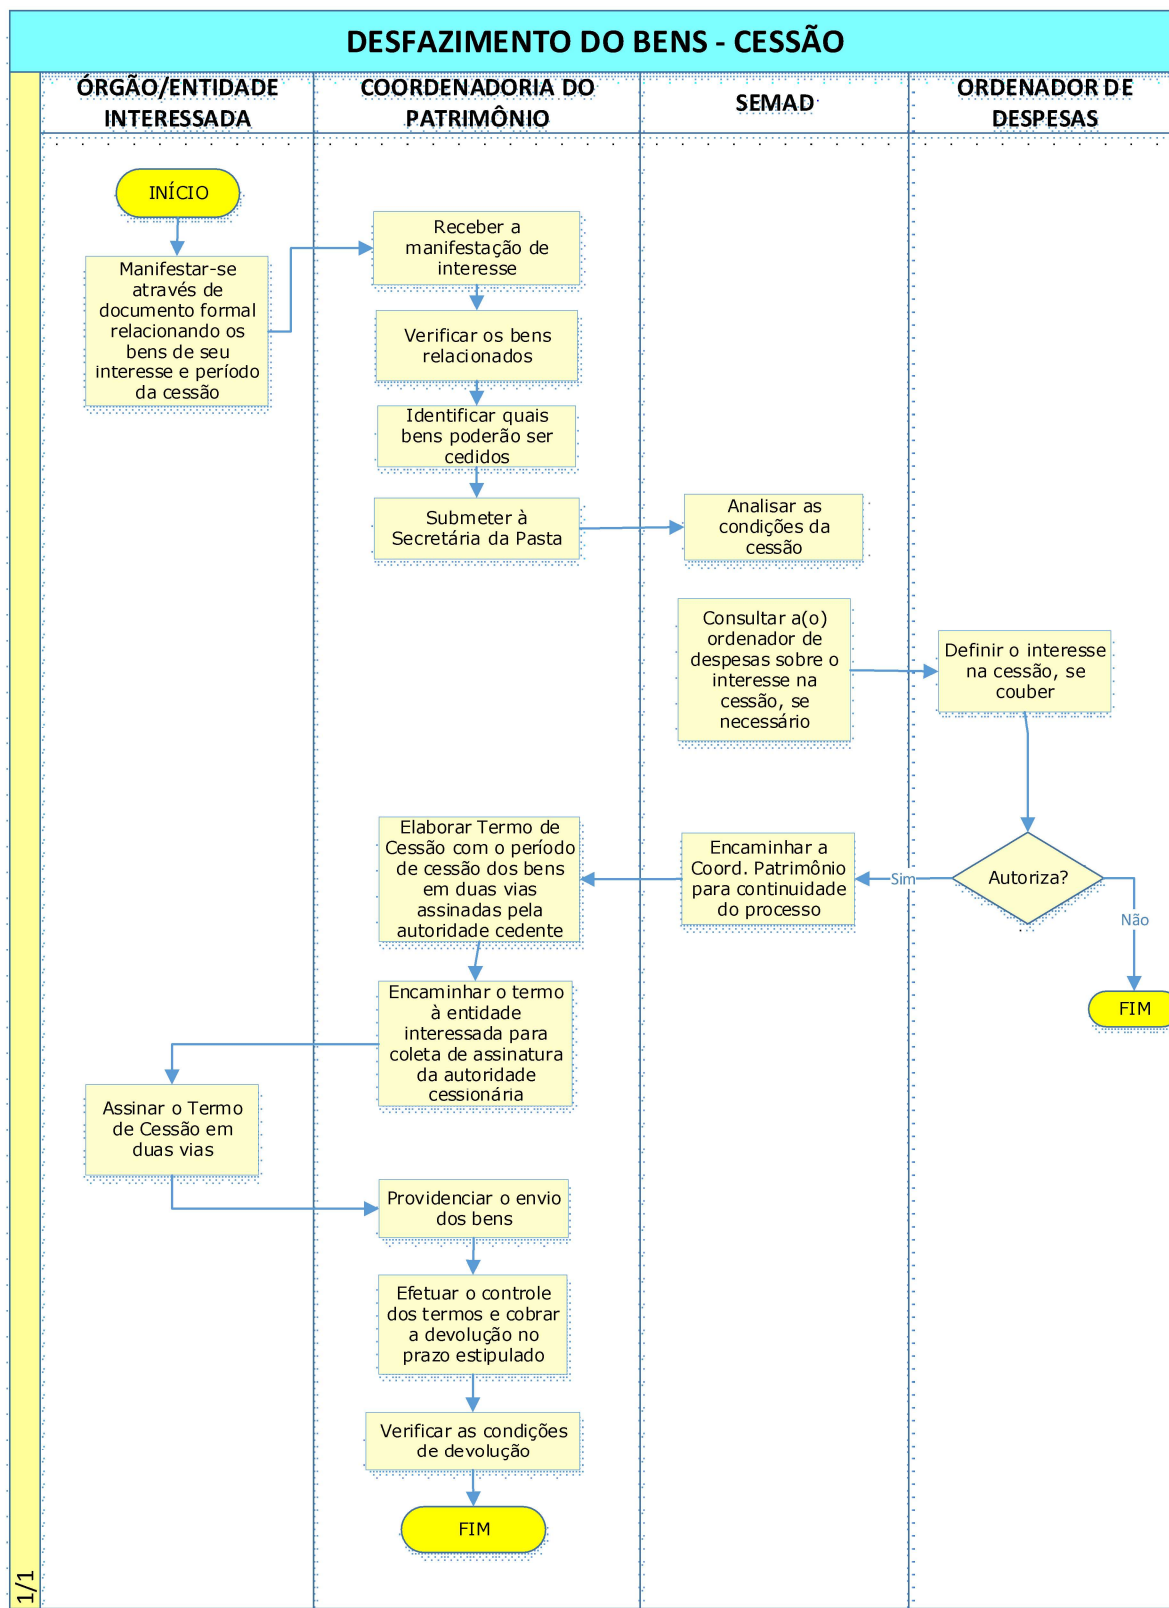 DESFAZIMENTO DO BENS - CESSÃO
ÓRGÃO/ENTIDADE
INTERESSADA
COORDENADORIA DO
PATRIMÔNIO
SEMAD
ORDENADOR DE
DESPESAS
INÍCIO
Manifestar-se
através de
documento formal
relacionando os
bens de seu
interesse e período
da cessão
Receber a
manifestação de
interesse
Verificar os bens
relacionados
Identificar quais
bens poderão ser
cedidos
Submeter à
Secretária da Pasta
Analisar as
condições da
cessão
Consultar a(o)
ordenador de
despesas sobre o
interesse na
cessão, se
necessário
Definir o interesse
na cessão, se
couber
Autoriza?
Sim
Não
FIM
Encaminhar a
Coord. Patrimônio
para continuidade
do processo
Elaborar Termo de
Cessão com o período
de cessão dos bens
em duas vias
assinadas pela
autoridade cedente
Encaminhar o termo
à entidade
interessada para
coleta de assinatura
da autoridade
cessionária
Assinar o Termo
de Cessão em
duas vias
Providenciar o envio
dos bens
Efetuar o controle
dos termos e cobrar
a devolução no
prazo estipulado
Verificar as condições
de devolução
FIM
1/1